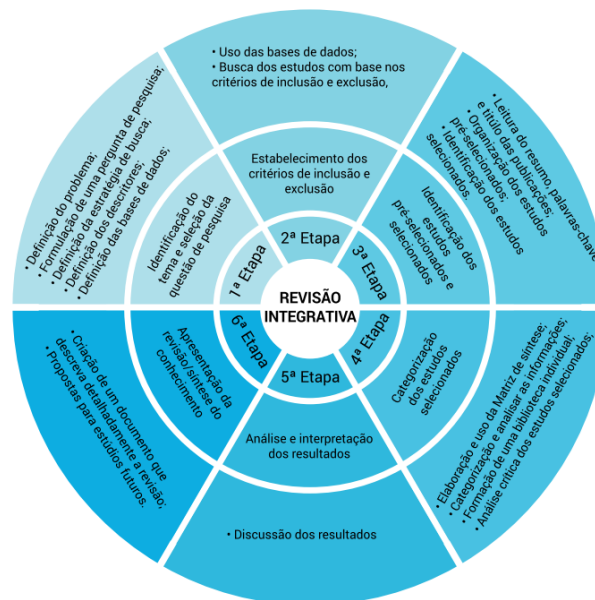 REVISÃO
INTEGRATIVA
1ª Etapa
Identificação do
tema e seleção da
questão de pesquisa
• Definição do problema;
• Formulação de uma pergunta de pesquisa;
• Definição da estratégia de busca;
• Definição dos descritores;
• Definição das bases de dados;
2ª Etapa
Estabelecimento dos
critérios de inclusão e
exclusão
• Uso das bases de dados;
• Busca dos estudos com base nos
critérios de inclusão e exclusão,
3ª Etapa
Identificação dos
estudos
pré-selecionados e
selecionados
• Leitura do resumo, palavras-chave
e título das publicações;
• Organização dos estudos
pré-selecionados;
• Identificação dos estudos
selecionados.
4ª Etapa
Categorização
dos estudos
selecionados
• Elaboração e uso da Matriz de síntese;
• Categorização e analisar as informações;
• Formação de uma biblioteca individual;
• Análise crítica dos estudos selecionados;
5ª Etapa
Análise e interpretação
dos resultados
• Discussão dos resultados
6ª Etapa
Apresentação da
revisão/síntese do
conhecimento
• Criação de um documento que
descreva detalhadamente a revisão;
• Propostas para estúdios futuros.